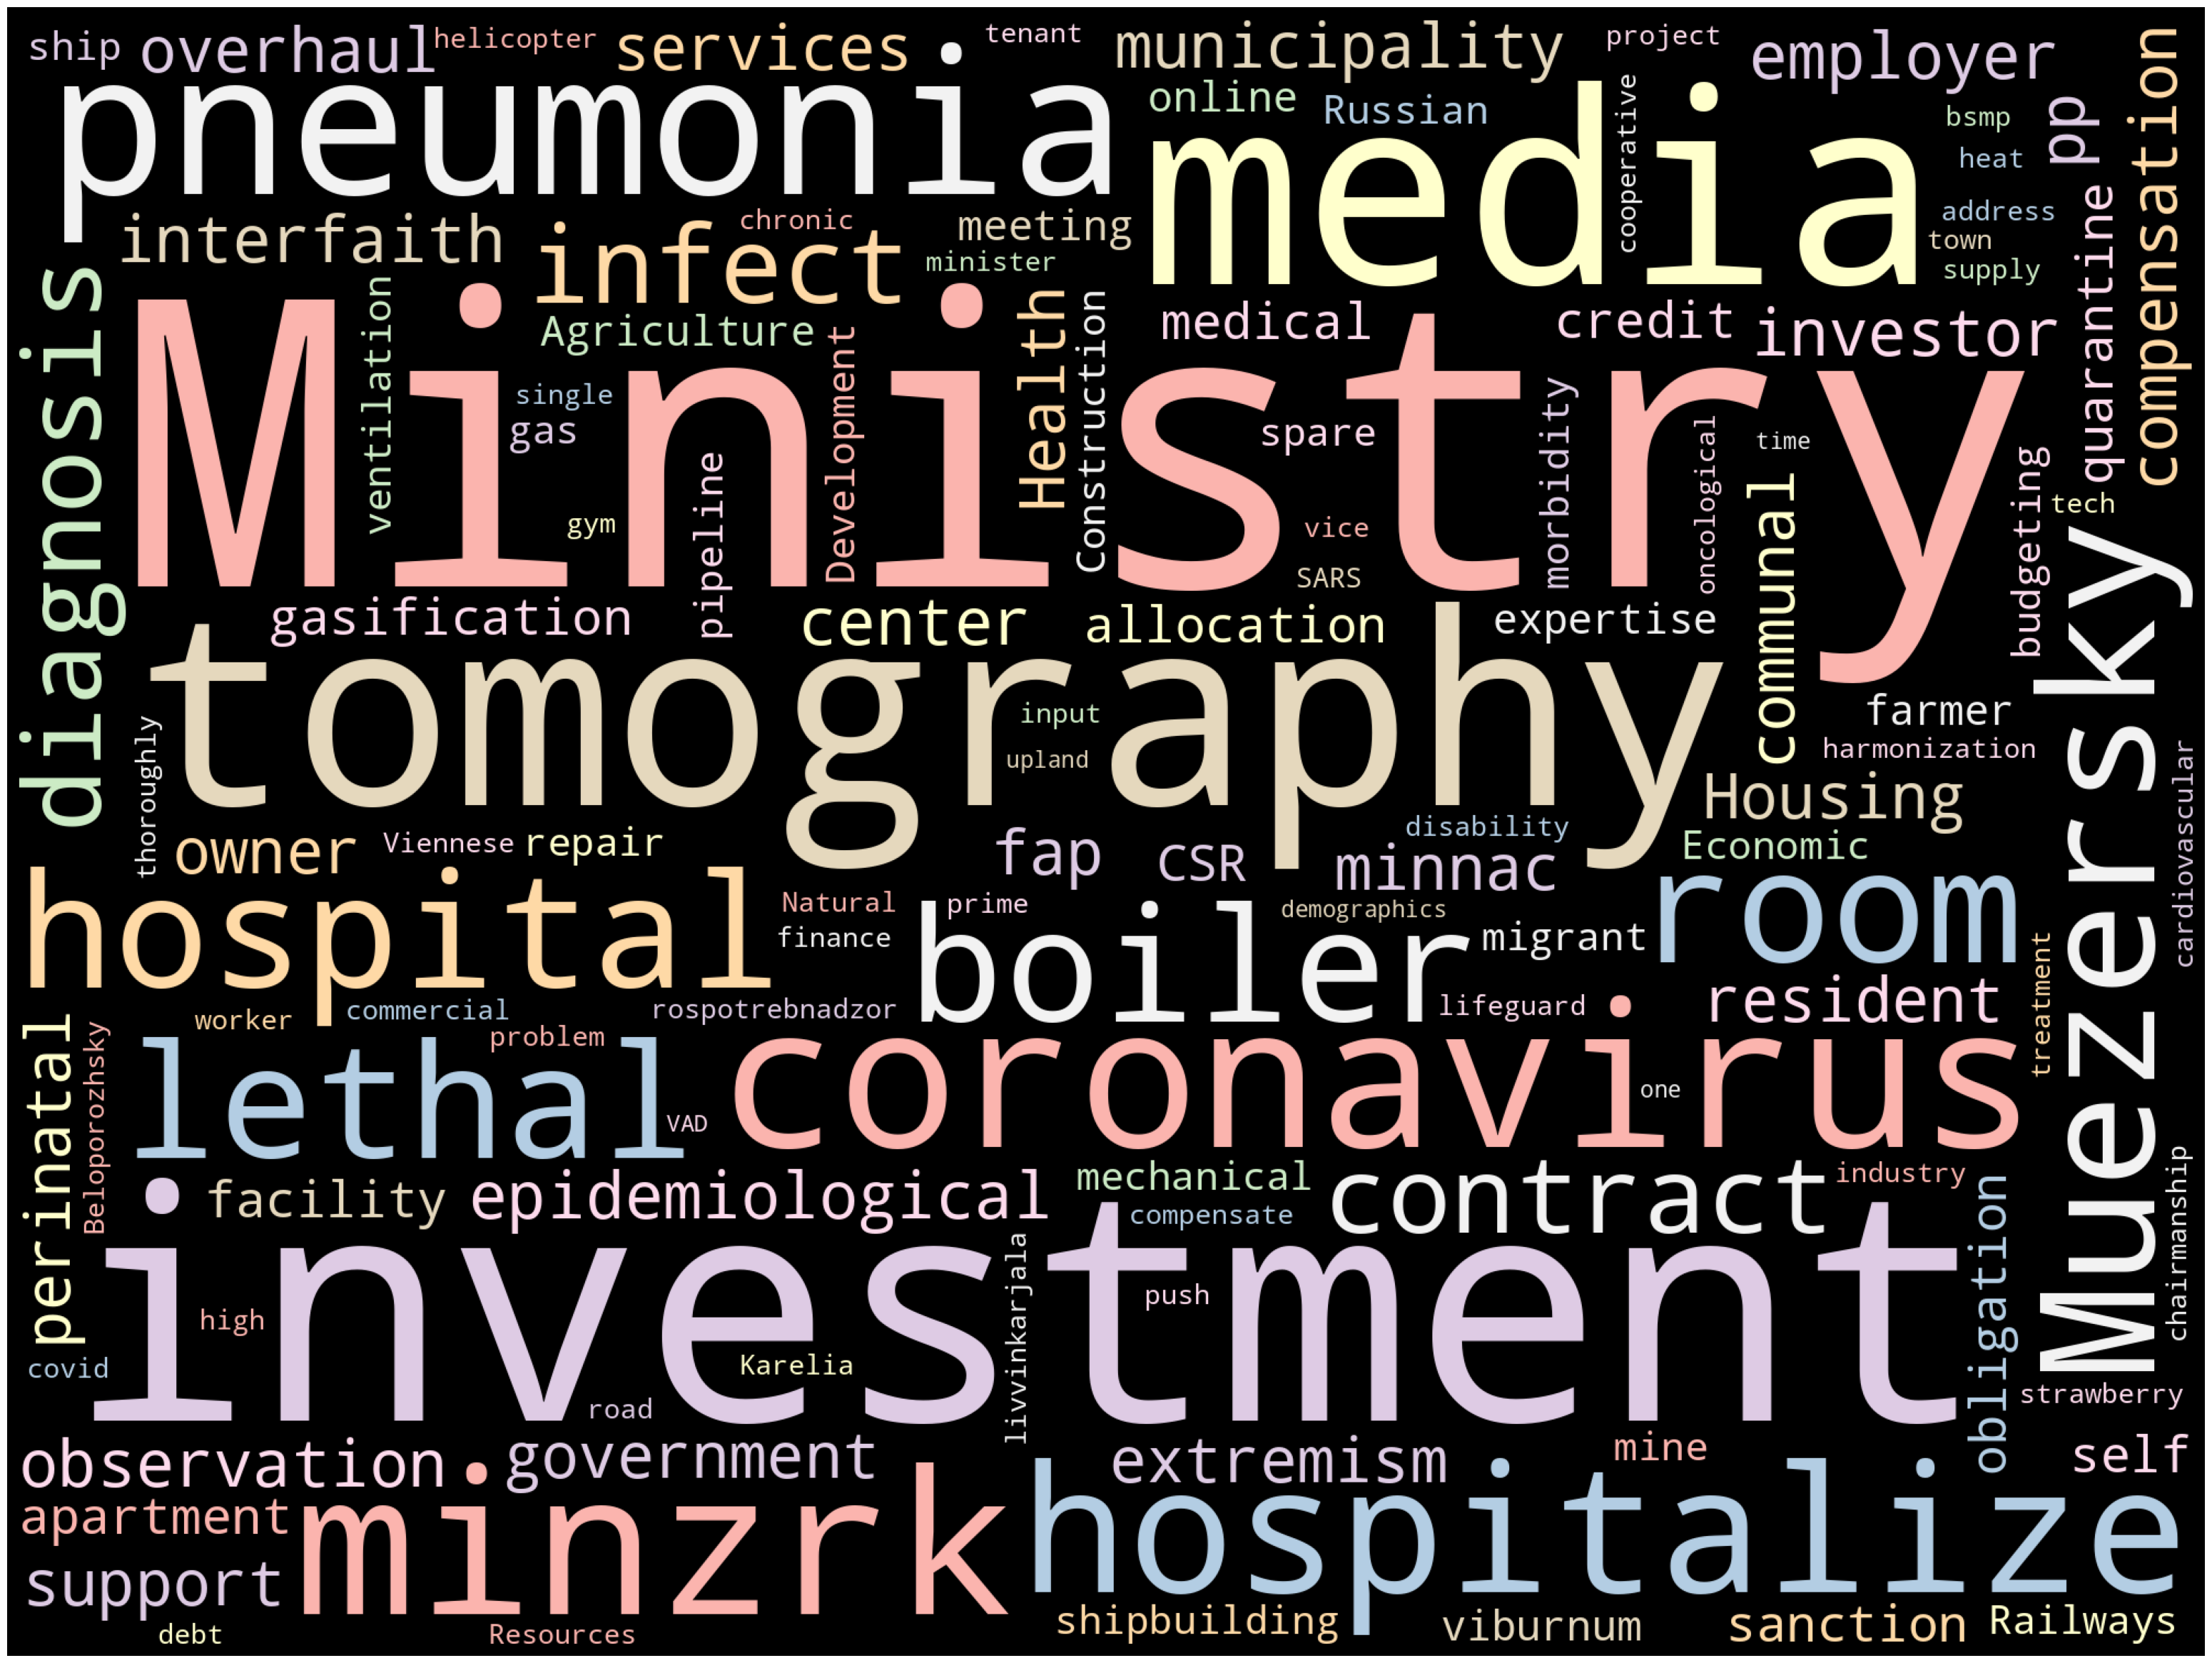 ship
overhaul
helicopter
services
tenant
municipality
project
employer
pneumonia
online
Russian
cooperative
media
bsmp
pp
heat
compensation
address
town
supply
quarantine
interfaith
infect
chronic
meeting
minister
diagnosis
Ministry
ventilation
Agriculture
Development
Health
Construction
medical
credit
investor
single
gas
gym
pipeline
spare
vice
SARS
morbidity
oncological
time
communal
budgeting
tech
Muezersky
gasification
center
allocation
expertise
tomography
thoroughly
input
upland
farmer
harmonization
Housing
cardiovascular
owner
Viennese
repair
fap
CSR
disability
minnac
Economic
hospital
Natural
finance
prime
boiler
demographics
migrant
room
worker
commercial
rospotrebnadzor
lifeguard
resident
treatment
perinatal
Beloporozhsky
problem
lethal
VAD
coronavirus
one
facility
epidemiological
mechanical
compensate
contract
industry
obligation
chairmanship
investment
high
covid
road
Karelia
livvinkarjala
push
strawberry
observation
government
extremism
mine
self
apartment
minzrk
hospitalize
support
debt
Resources
shipbuilding
viburnum
sanction
Railways